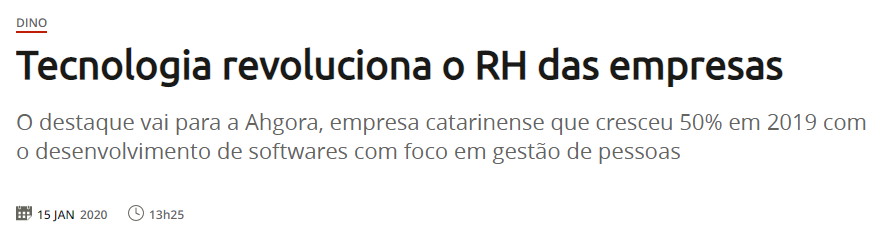 DINO
Tecnologia revoluciona o RH das empresas
O destaque vai para a Ahgora, empresa catarinense que cresceu 50% em 2019 com
o desenvolvimento de softwares com foco em gestão de pessoas
15 JAN 2020 13h25